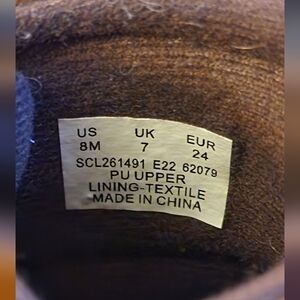 US UK EUR
8M 7 24
SCL261491 E22 62079
PU UPPER
LINING-TEXTILE
MADE IN CHINA